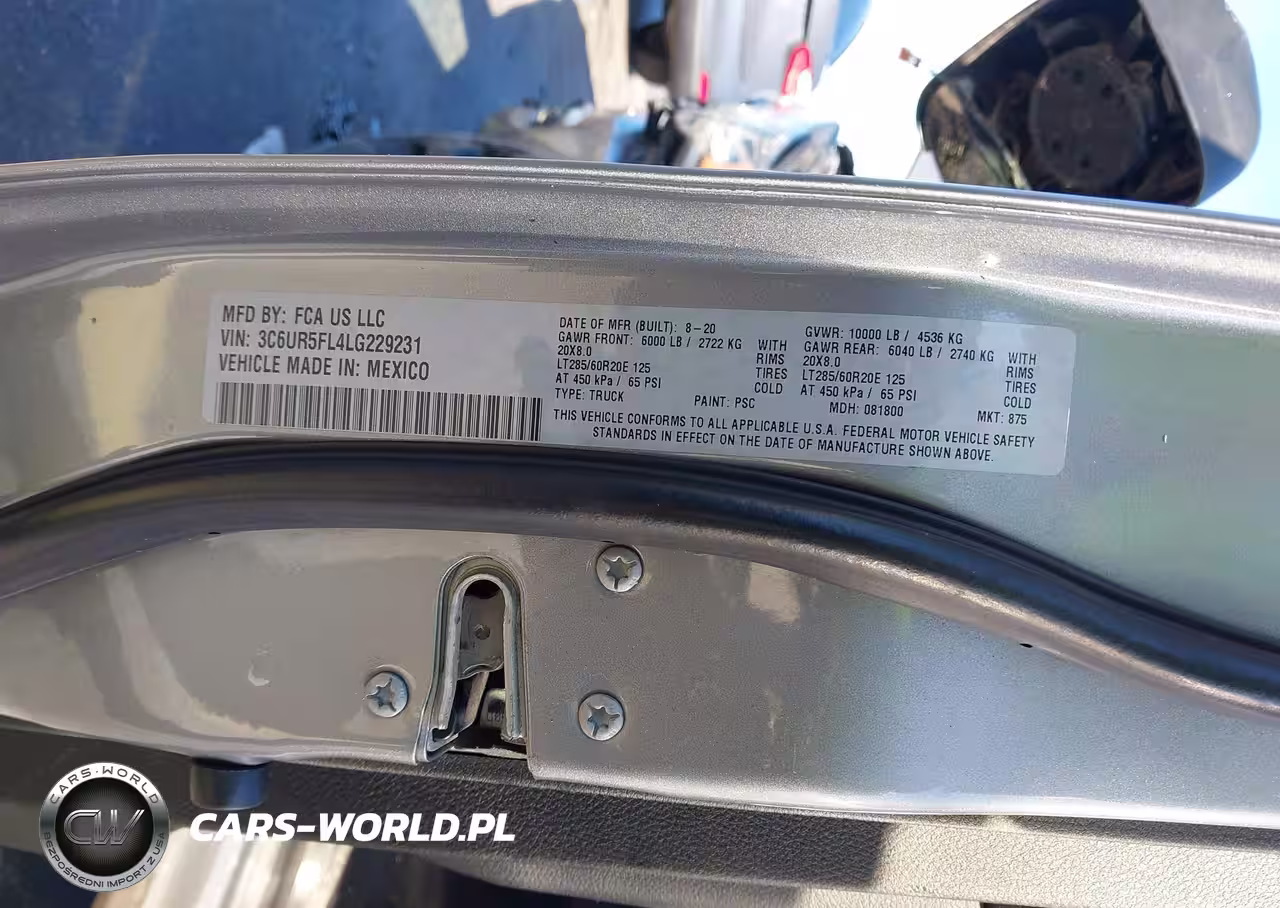 MFD BY: FCA US LLC
VIN: 3C6UR5FL4LG229231
VEHICLE MADE IN: MEXICO
DATE OF MFR (BUILT): 8-20
GAWR FRONT: 6000 LB / 2722 KG WITH
20X8.0 RIMS
LT285/60R20E 125 TIRES
AT 450 kPa / 65 PSI COLD
TYPE: TRUCK PAINT: PSC
GVWR: 10000 LB / 4536 KG
GAWR REAR: 6040 LB / 2740 KG WITH
20X8.0 RIMS
LT285/60R20E 125 TIRES
AT 450 kPa / 65 PSI COLD
MDH: 081800 MKT: 875
THIS VEHICLE CONFORMS TO ALL APPLICABLE U.S.A. FEDERAL MOTOR VEHICLE SAFETY
STANDARDS IN EFFECT ON THE DATE OF MANUFACTURE SHOWN ABOVE.
CARS-WORLD
CW
BEZPOŚREDNI IMPORT Z USA
CARS-WORLD.PL